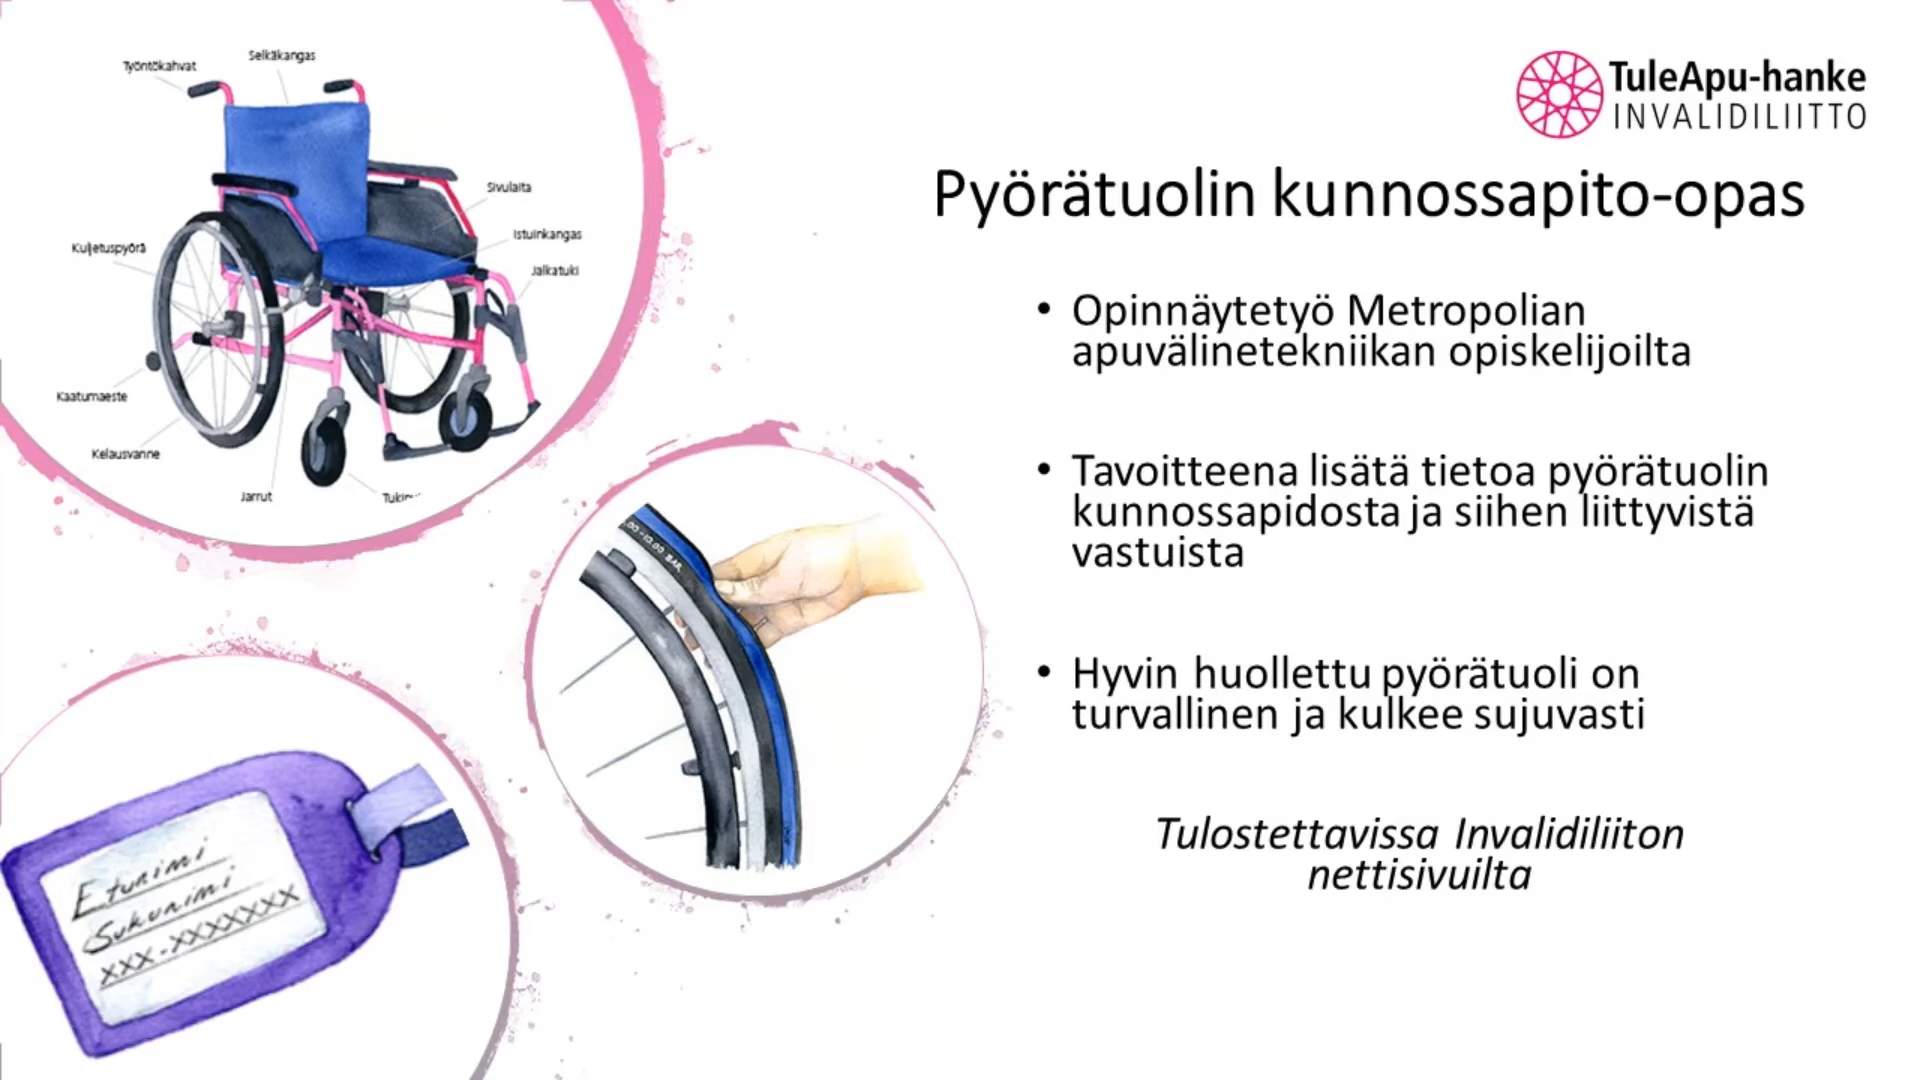 Työntökahvat
Selkäkangas
Sivulaita
Istuinkangas
Jalkatuki
Kuljetuspyörä
Kaatumaeste
Kelausvanne
Jarrut
TuleApu-hanke
INVALIDILIITTO
Pyörätuolin kunnossapito-opas
• Opinnäytetyö Metropolian
apuvälinetekniikan opiskelijoilta
• Tavoitteena lisätä tietoa pyörätuolin
kunnossapidosta ja siihen liittyvistä
vastuista
• Hyvin huollettu pyörätuoli on
turvallinen ja kulkee sujuvasti
Tulostettavissa Invalidiliiton
nettisivuilta
Etunimi
Sukunimi
xxx-xxxxxxx